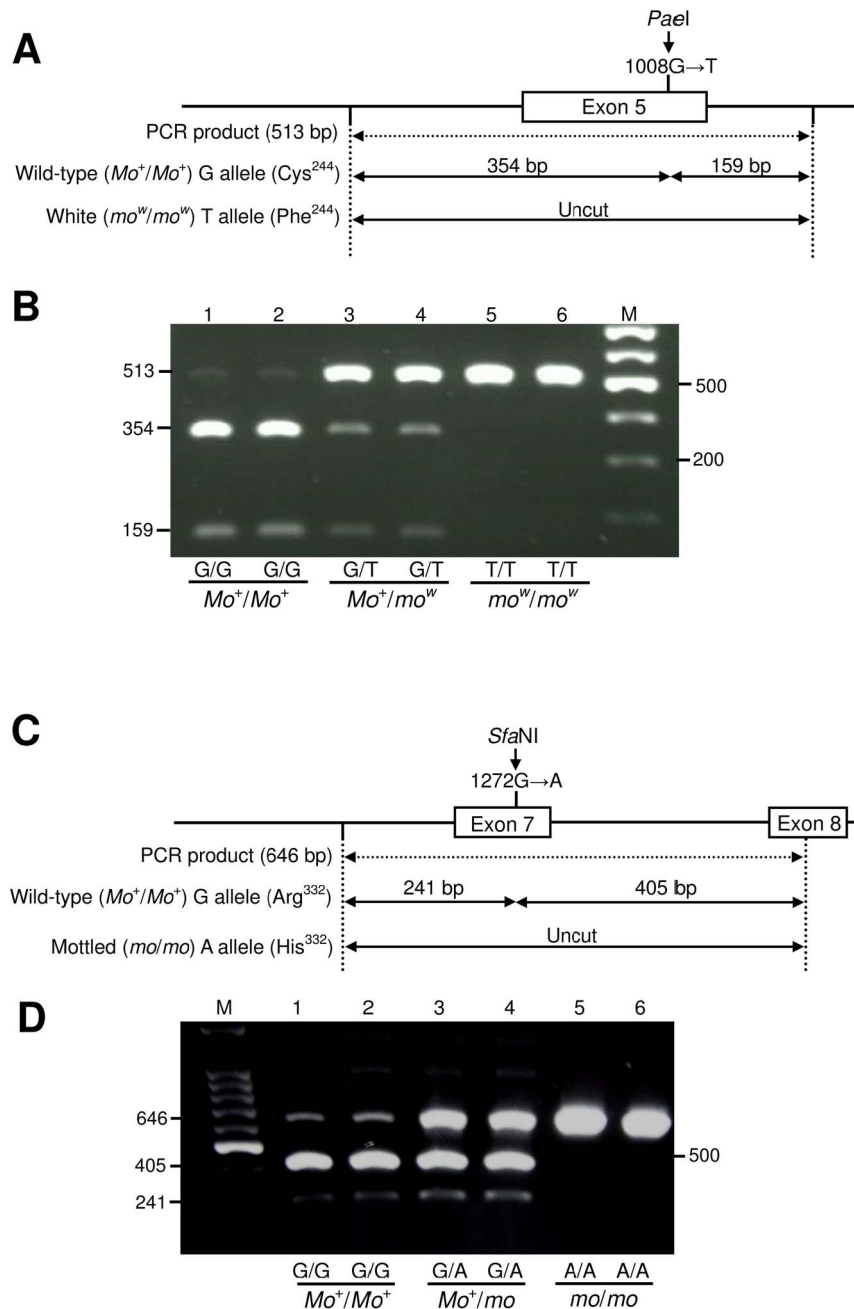 A
PaeI
1008G→T
Exon 5
PCR product (513 bp)
Wild-type (Mo⁺/Mo⁺) G allele (Cys²⁴⁴) 354 bp 159 bp
White (moʷ/moʷ) T allele (Phe²⁴⁴) Uncut
B
1 2 3 4 5 6 M
513
500
354
200
159
G/G G/G G/T G/T T/T T/T
Mo⁺/Mo⁺ Mo⁺/moʷ moʷ/moʷ
C
SfaNI
1272G→A
Exon 7 Exon 8
PCR product (646 bp)
Wild-type (Mo⁺/Mo⁺) G allele (Arg³³²) 241 bp 405 bp
Mottled (mo/mo) A allele (His³³²) Uncut
D
M 1 2 3 4 5 6
646
500
405
241
G/G G/G G/A G/A A/A A/A
Mo⁺/Mo⁺ Mo⁺/mo mo/mo